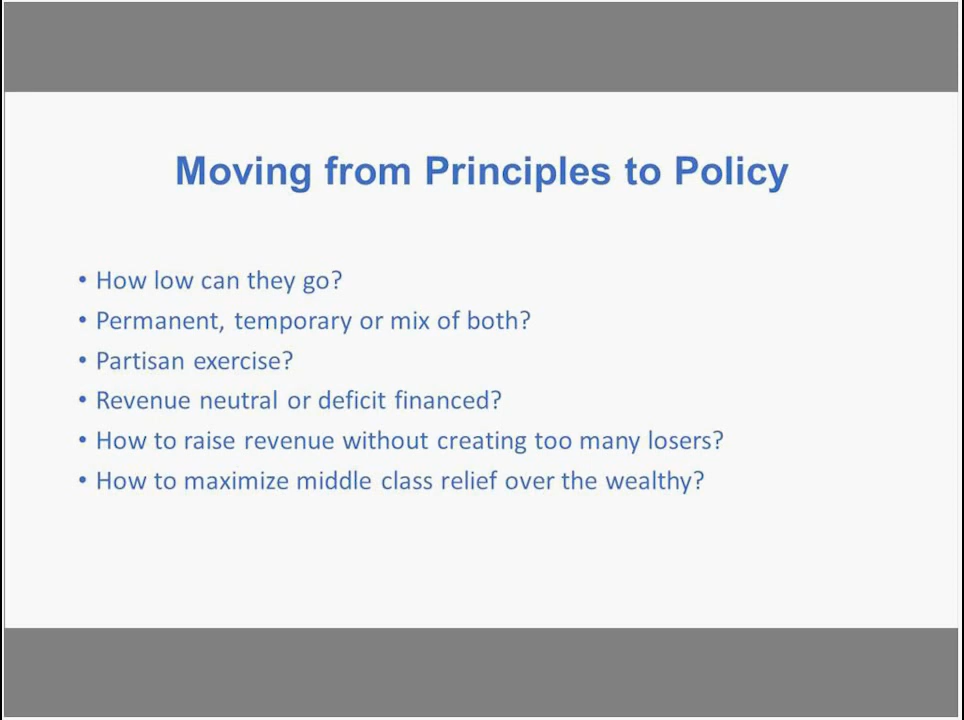 Moving from Principles to Policy
• How low can they go?
• Permanent, temporary or mix of both?
• Partisan exercise?
• Revenue neutral or deficit financed?
• How to raise revenue without creating too many losers?
• How to maximize middle class relief over the wealthy?